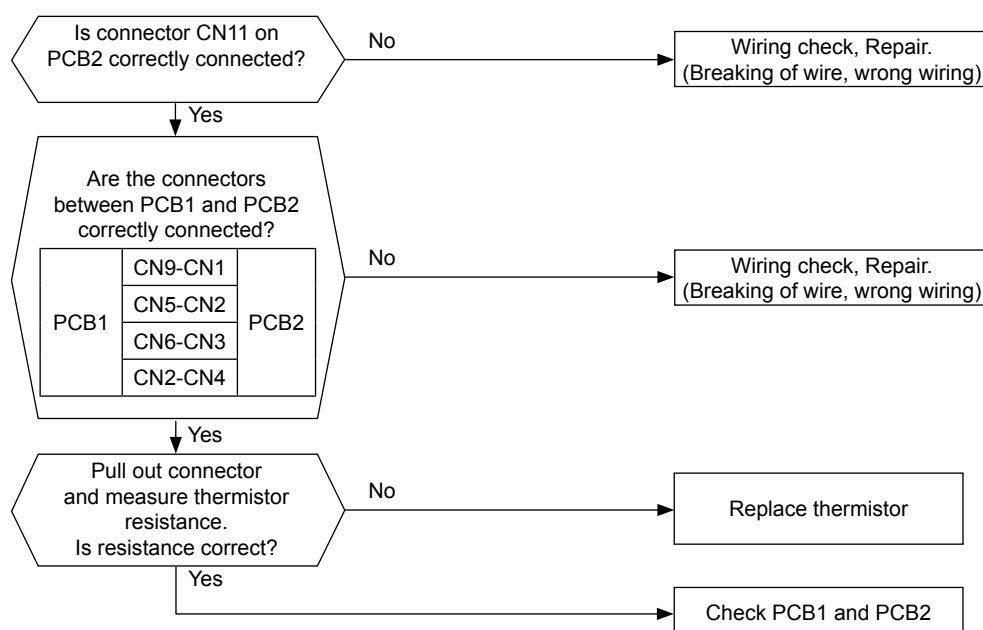 Is connector CN11 on
PCB2 correctly connected?
No
Wiring check, Repair.
(Breaking of wire, wrong wiring)
Yes
Are the connectors
between PCB1 and PCB2
correctly connected?
No
Wiring check, Repair.
(Breaking of wire, wrong wiring)
PCB1
CN9-CN1
CN5-CN2
CN6-CN3
CN2-CN4
PCB2
Yes
Pull out connector
and measure thermistor
resistance.
Is resistance correct?
No
Replace thermistor
Yes
Check PCB1 and PCB2